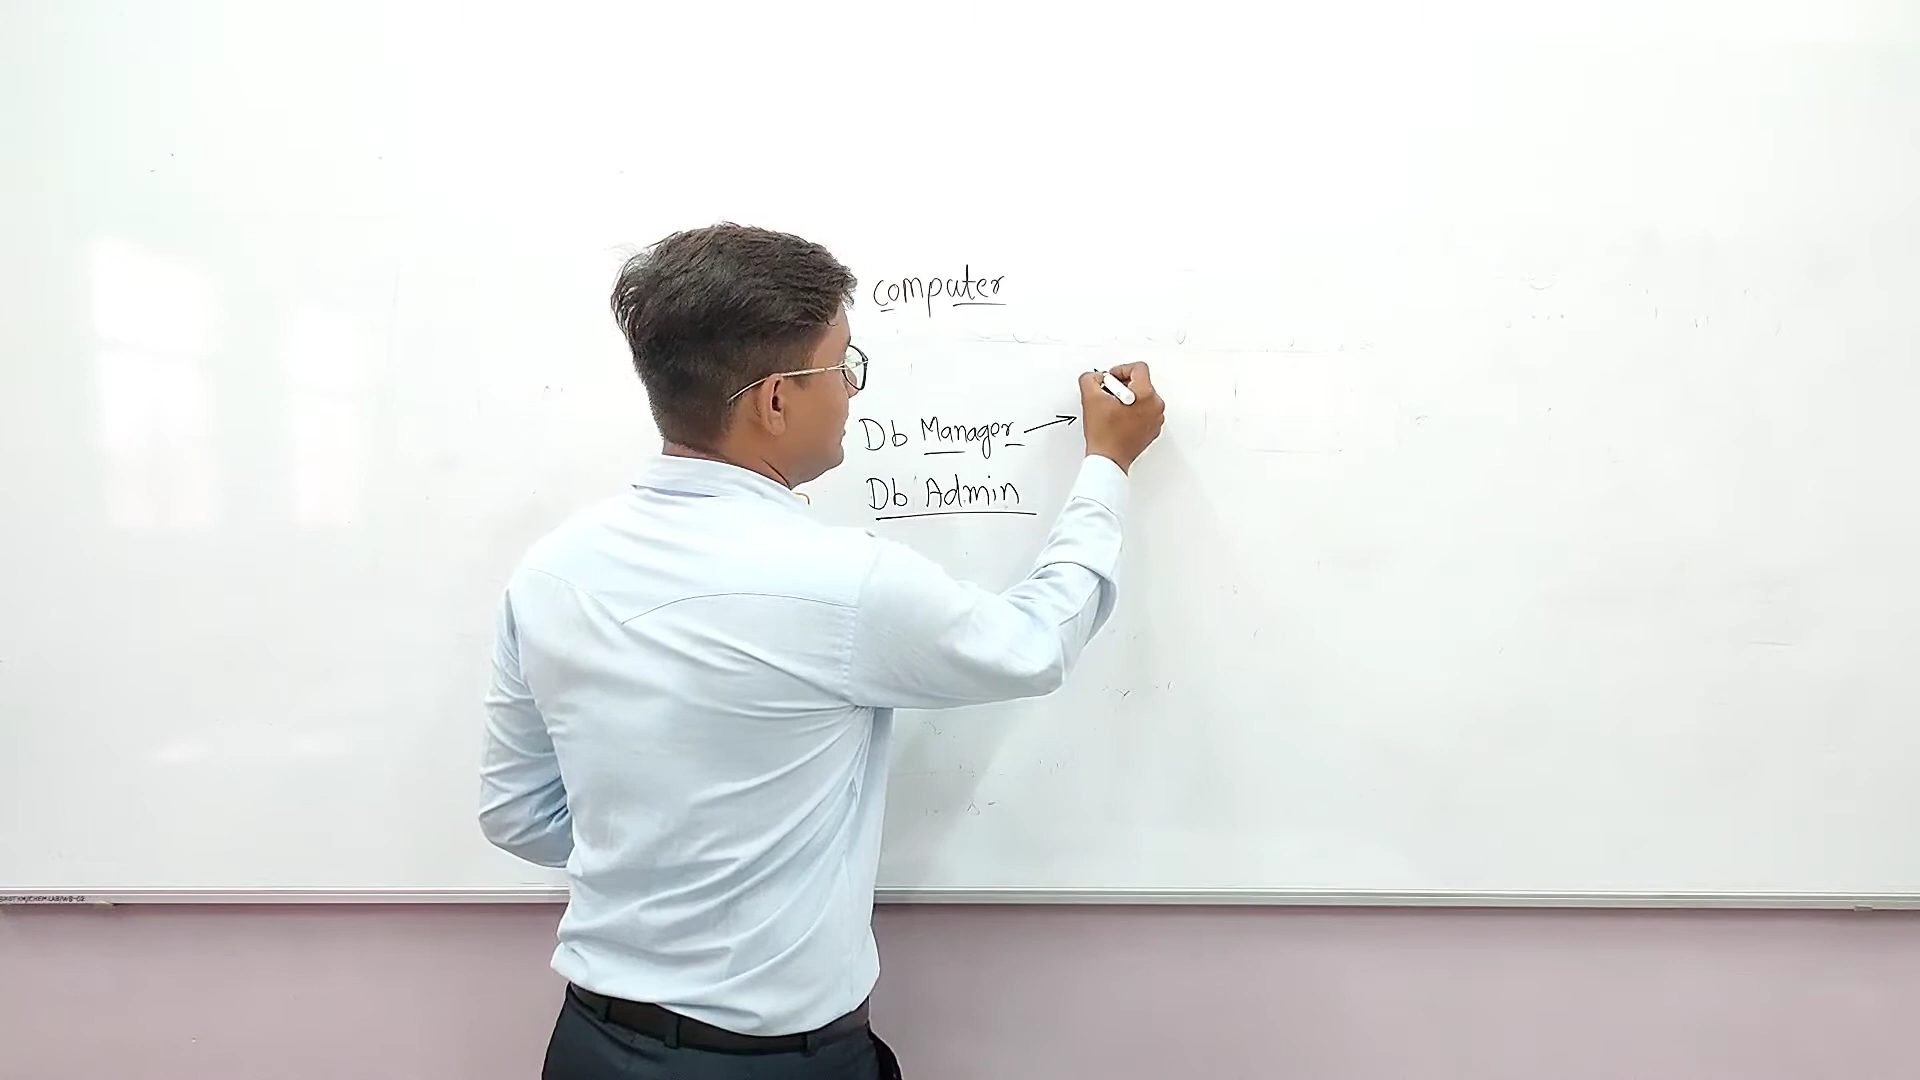 computer
Db Manager →
Db Admin